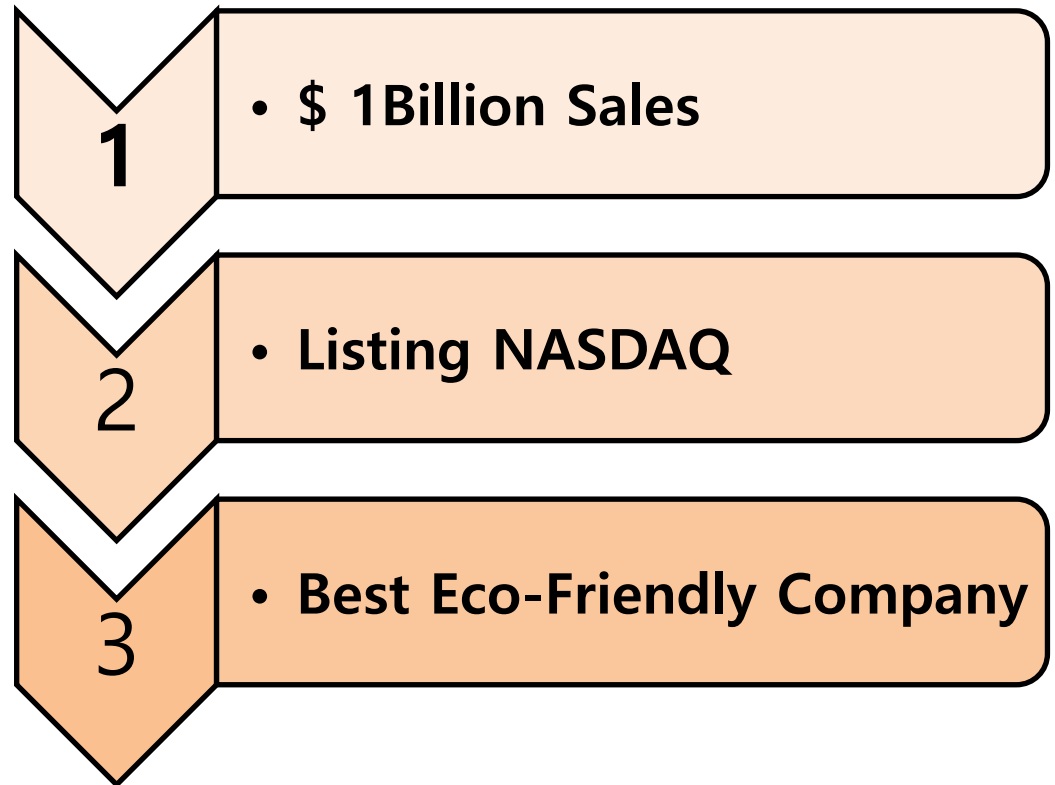 1
• $ 1Billion Sales
2
• Listing NASDAQ
3
• Best Eco-Friendly Company